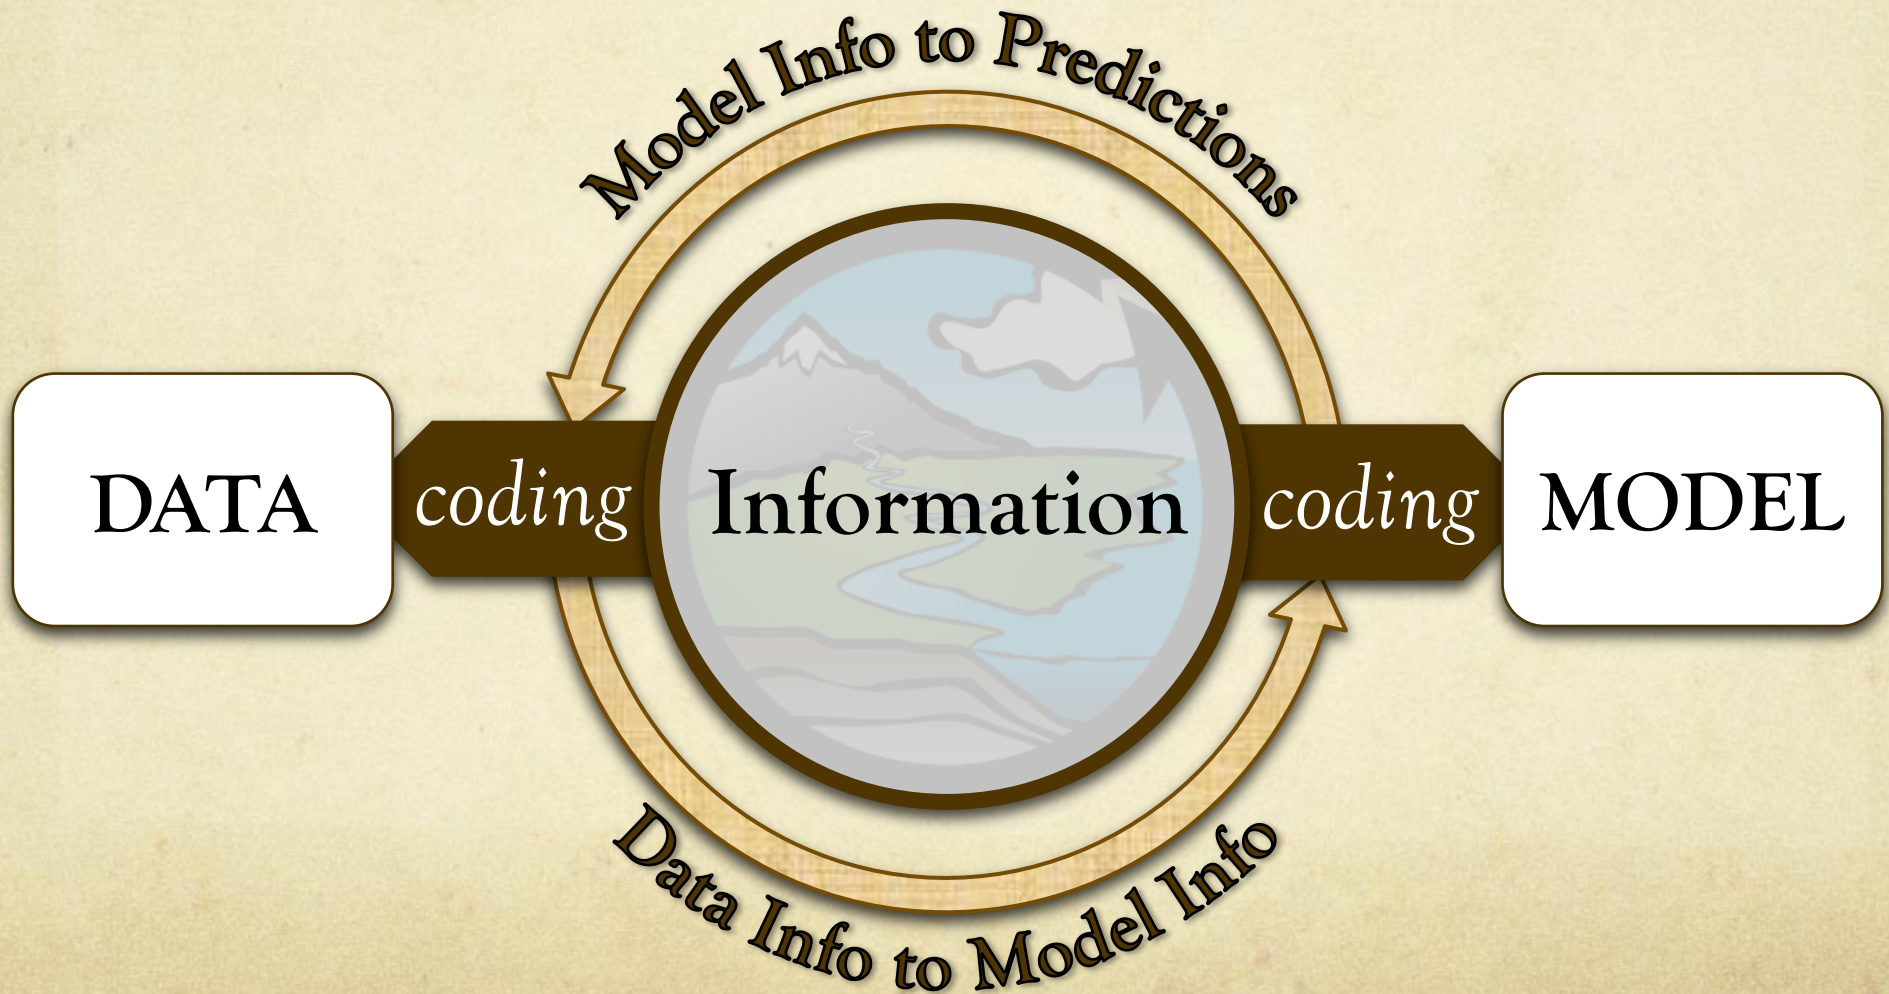 Model Info to Predictions
DATA
coding
Information
coding
MODEL
Data Info to Model Info